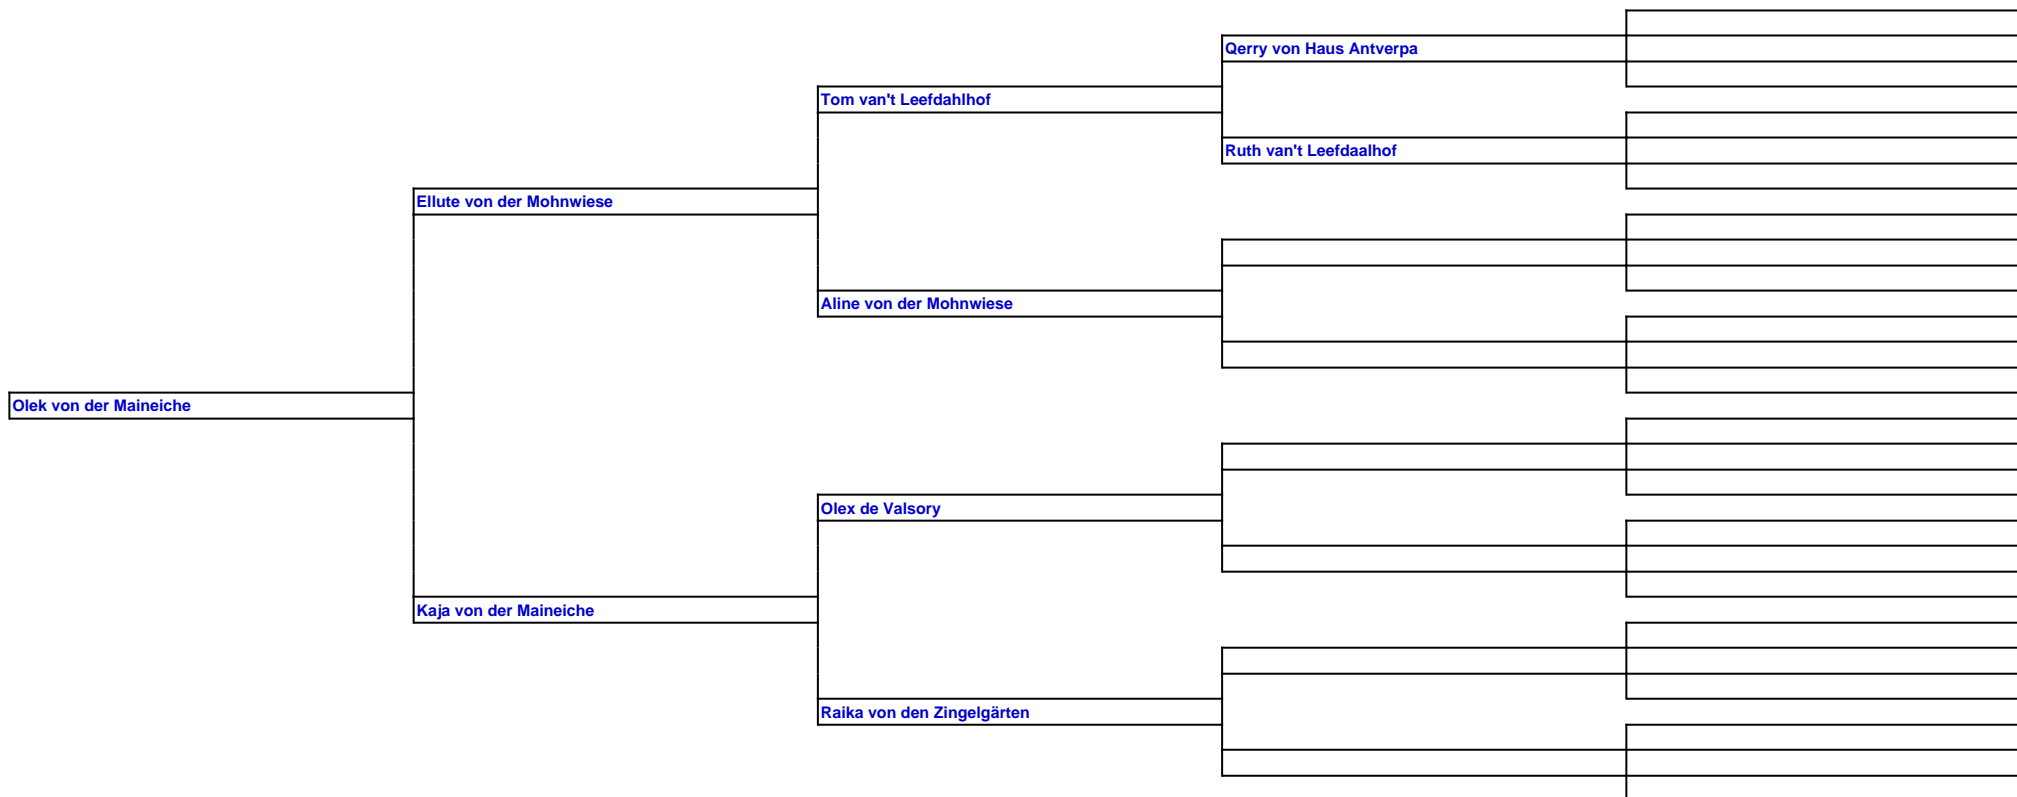 Qerry von Haus Antverpa
Tom van't Leefdahlhof
Ruth van't Leefdaalhof
Ellute von der Mohnwiese
Aline von der Mohnwiese
Olek von der Maineiche
Olex de Valsory
Kaja von der Maineiche
Raika von den Zingelgärten